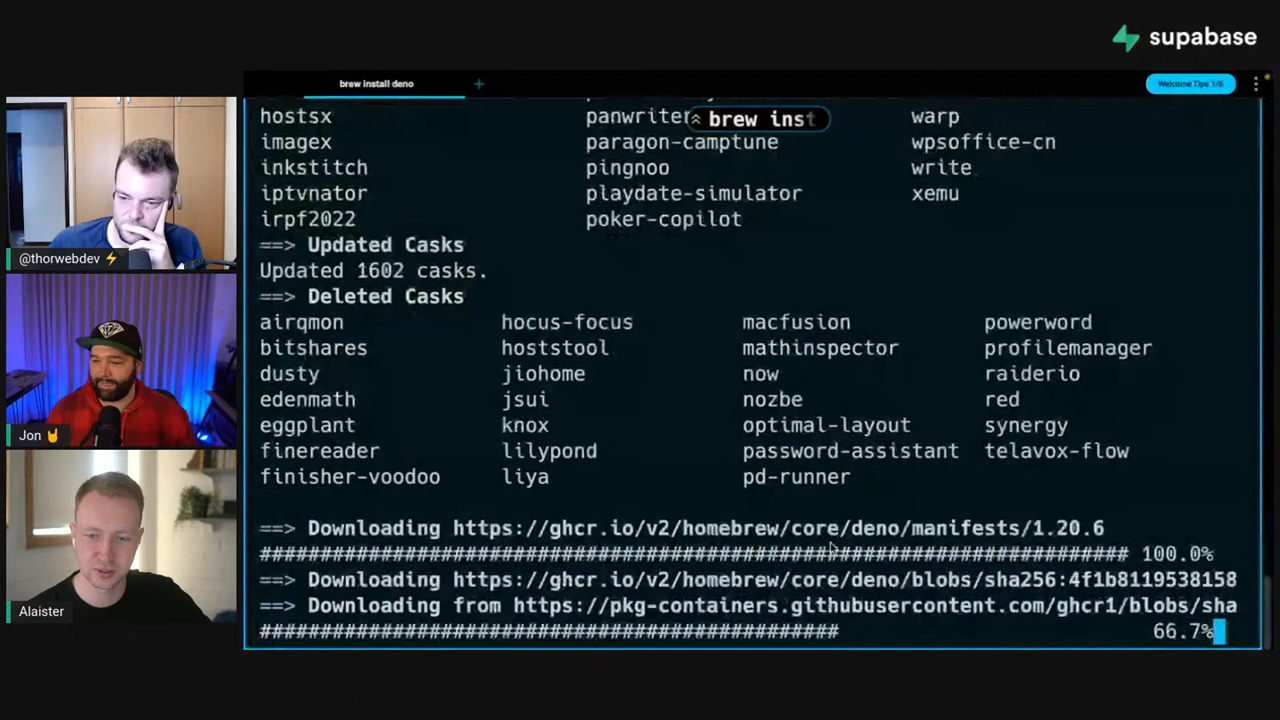 supabase
brew install deno
+
Welcome Tips 1/6
hostsx panwriter warp
brew inst
imagex paragon-camptune wpsoffice-cn
inkstitch pingnoo write
iptvnator playdate-simulator xemu
irpf2022 poker-copilot
==> Updated Casks
Updated 1602 casks.
==> Deleted Casks
airqmon hocus-focus macfusion powerword
bitshares hoststool mathinspector profilemanager
dusty jiohome now raiderio
edenmath jsui nozbe red
eggplant knox optimal-layout synergy
finereader lilypond password-assistant telavox-flow
finisher-voodoo liya pd-runner
==> Downloading https://ghcr.io/v2/homebrew/core/deno/manifests/1.20.6
######################################################################## 100.0%
==> Downloading https://ghcr.io/v2/homebrew/core/deno/blobs/sha256:4f1b8119538158
==> Downloading from https://pkg-containers.githubusercontent.com/ghcr1/blobs/sha
################################################ 66.7%
@thorwebdev ⚡
Jon 🤘
Alaister